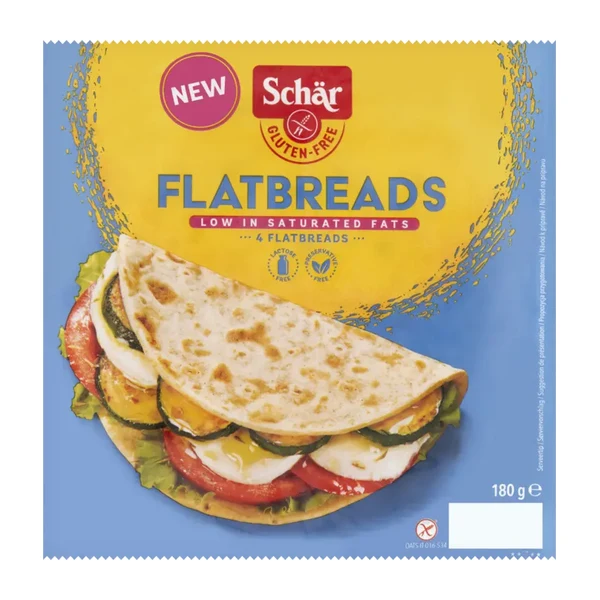 NEW
Schär
GLUTEN-FREE
FLATBREADS
LOW IN SATURATED FATS
4 FLATBREADS
LACTOSE FREE
PRESERVATIVE FREE
180 g ℮